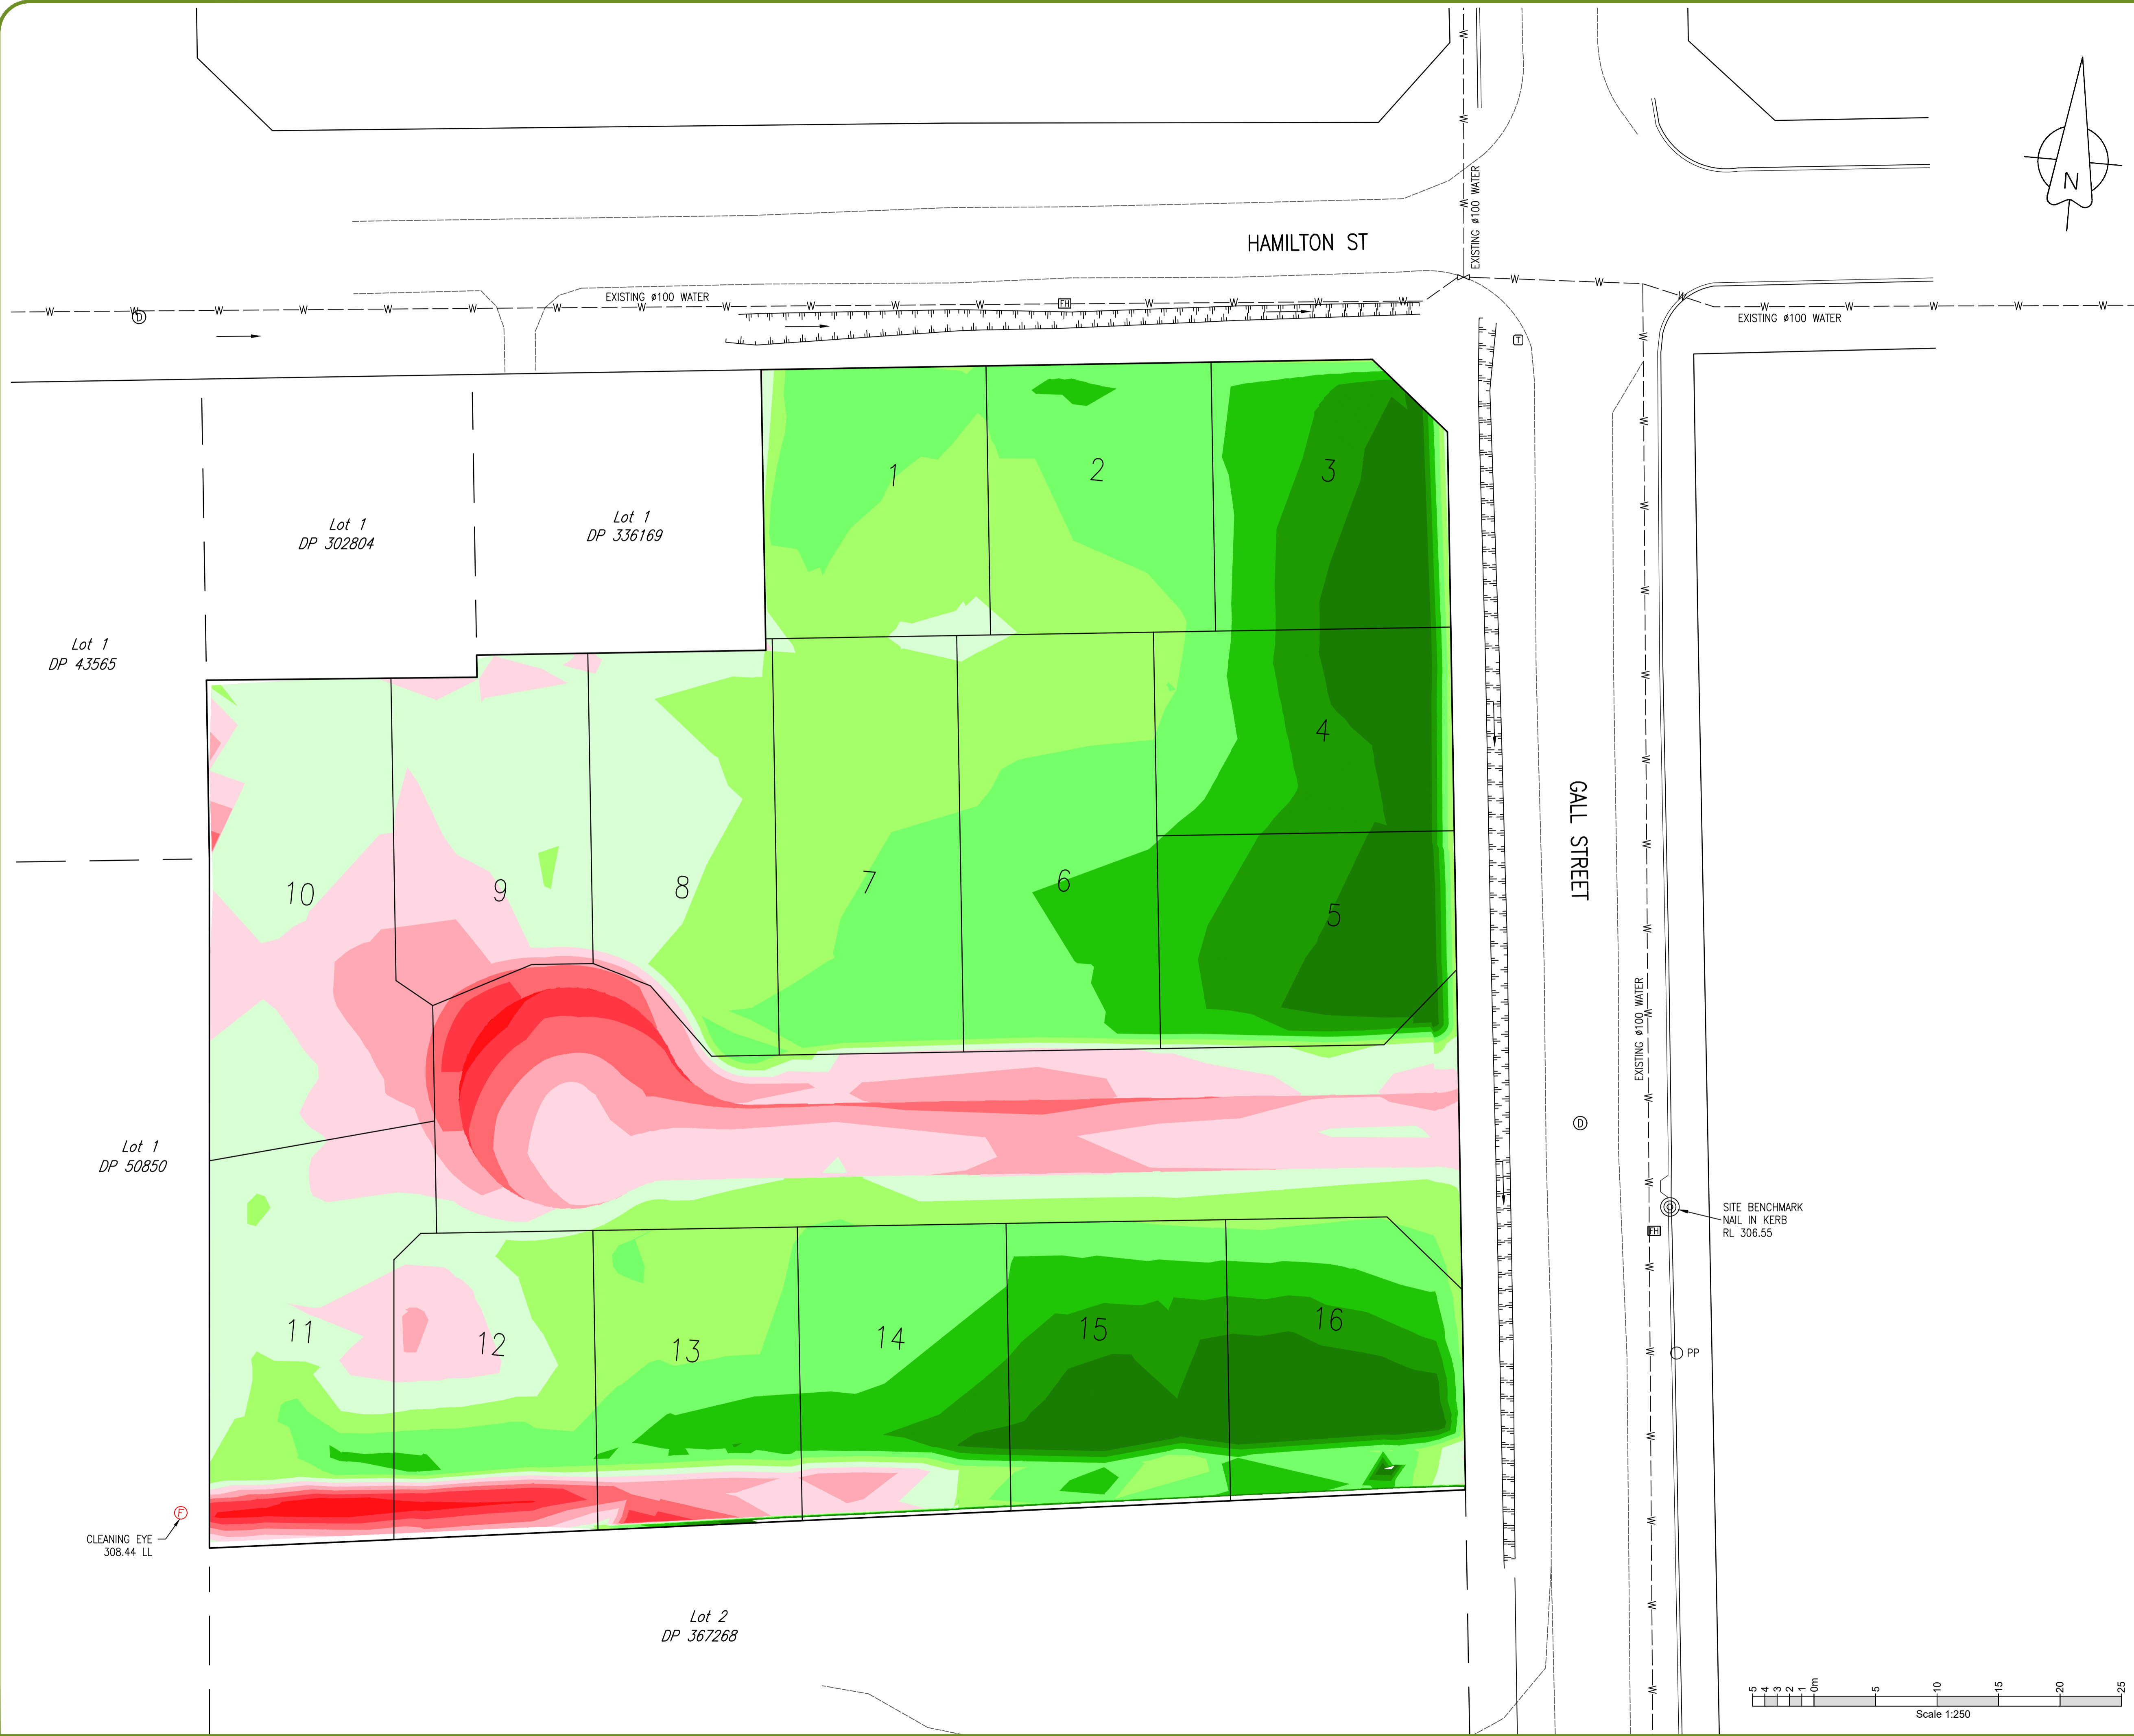 W
EXISTING ø100 WATER
N
HAMILTON ST
EXISTING ø100 WATER
FH
D
EXISTING ø100 WATER
T
1
2
3
Lot 1
DP 302804
Lot 1
DP 336169
Lot 1
DP 43565
4
GALL STREET
10
9
8
7
6
5
EXISTING ø100 WATER
D
Lot 1
DP 50850
SITE BENCHMARK
NAIL IN KERB
RL 306.55
FH
11
12
13
14
15
16
PP
F
CLEANING EYE
308.44 LL
Lot 2
DP 367268
5 4 3 2 1 0m 5 10 15 20 25
Scale 1:250